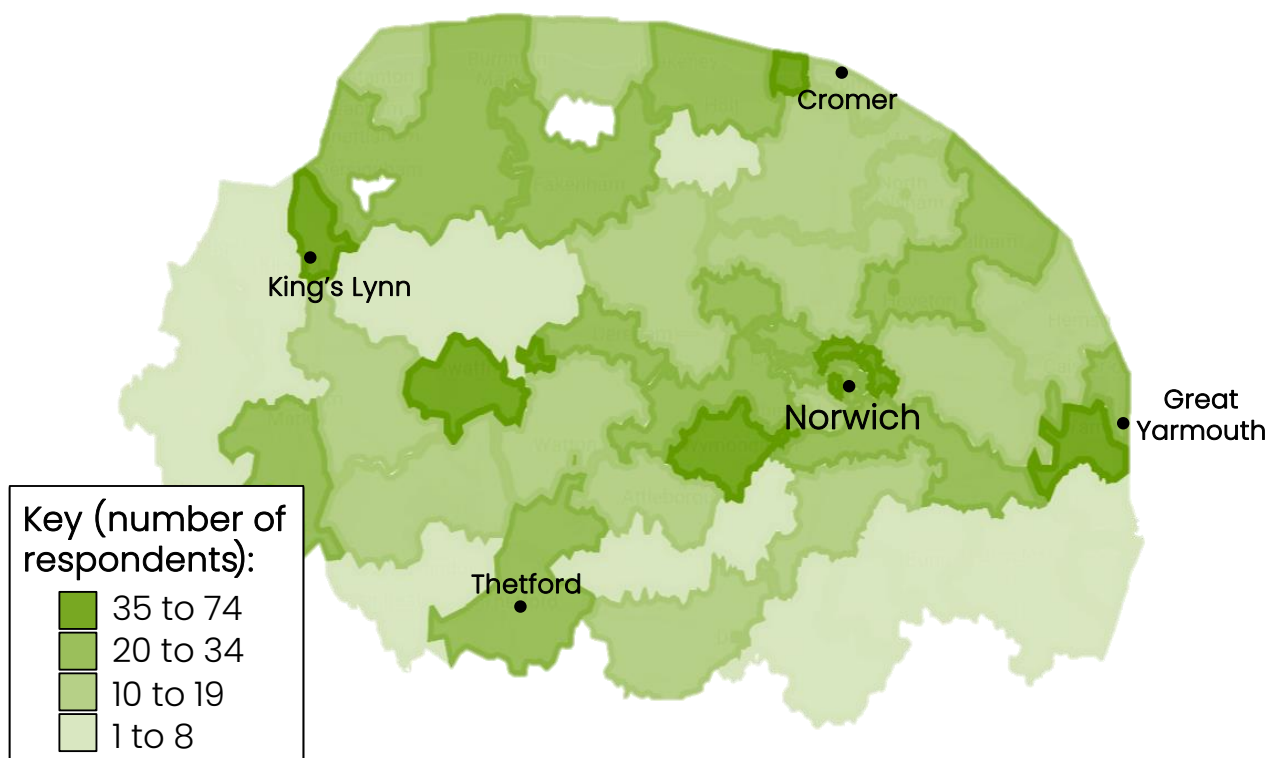 Cromer
King's Lynn
Norwich
Great
Yarmouth
Thetford
Key (number of
respondents):
35 to 74
20 to 34
10 to 19
1 to 8